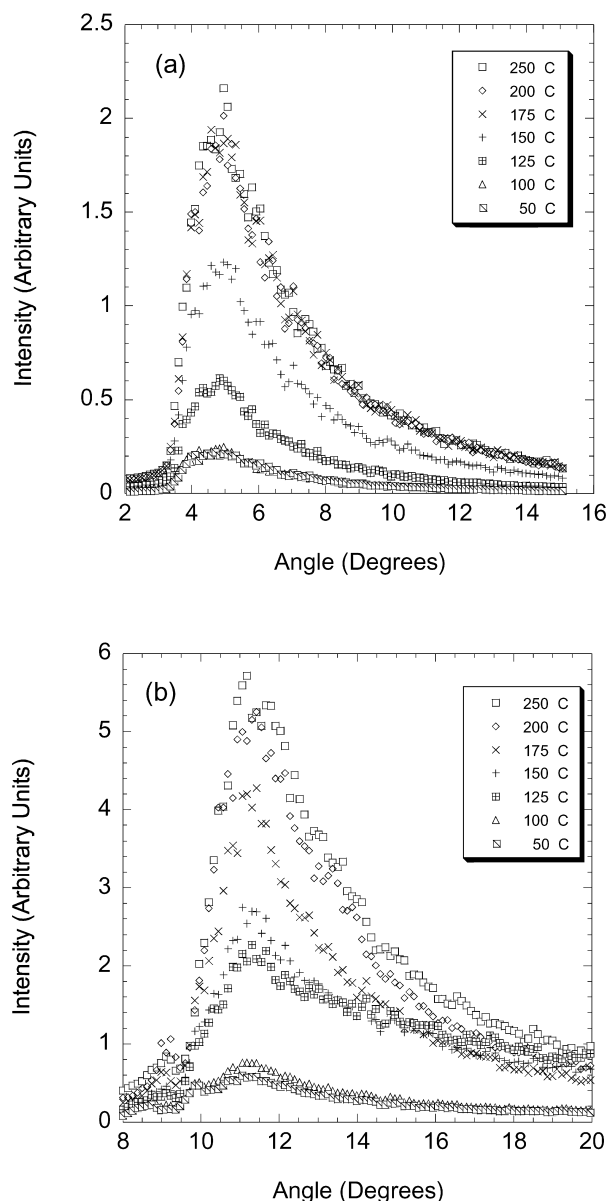 2.5
2
1.5
1
0.5
0
2 4 6 8 10 12 14 16
Intensity (Arbitrary Units)
Angle (Degrees)
(a)
250 C
200 C
175 C
150 C
125 C
100 C
50 C
6
5
4
3
2
1
0
8 10 12 14 16 18 20
Intensity (Arbitrary Units)
Angle (Degrees)
(b)
250 C
200 C
175 C
150 C
125 C
100 C
50 C